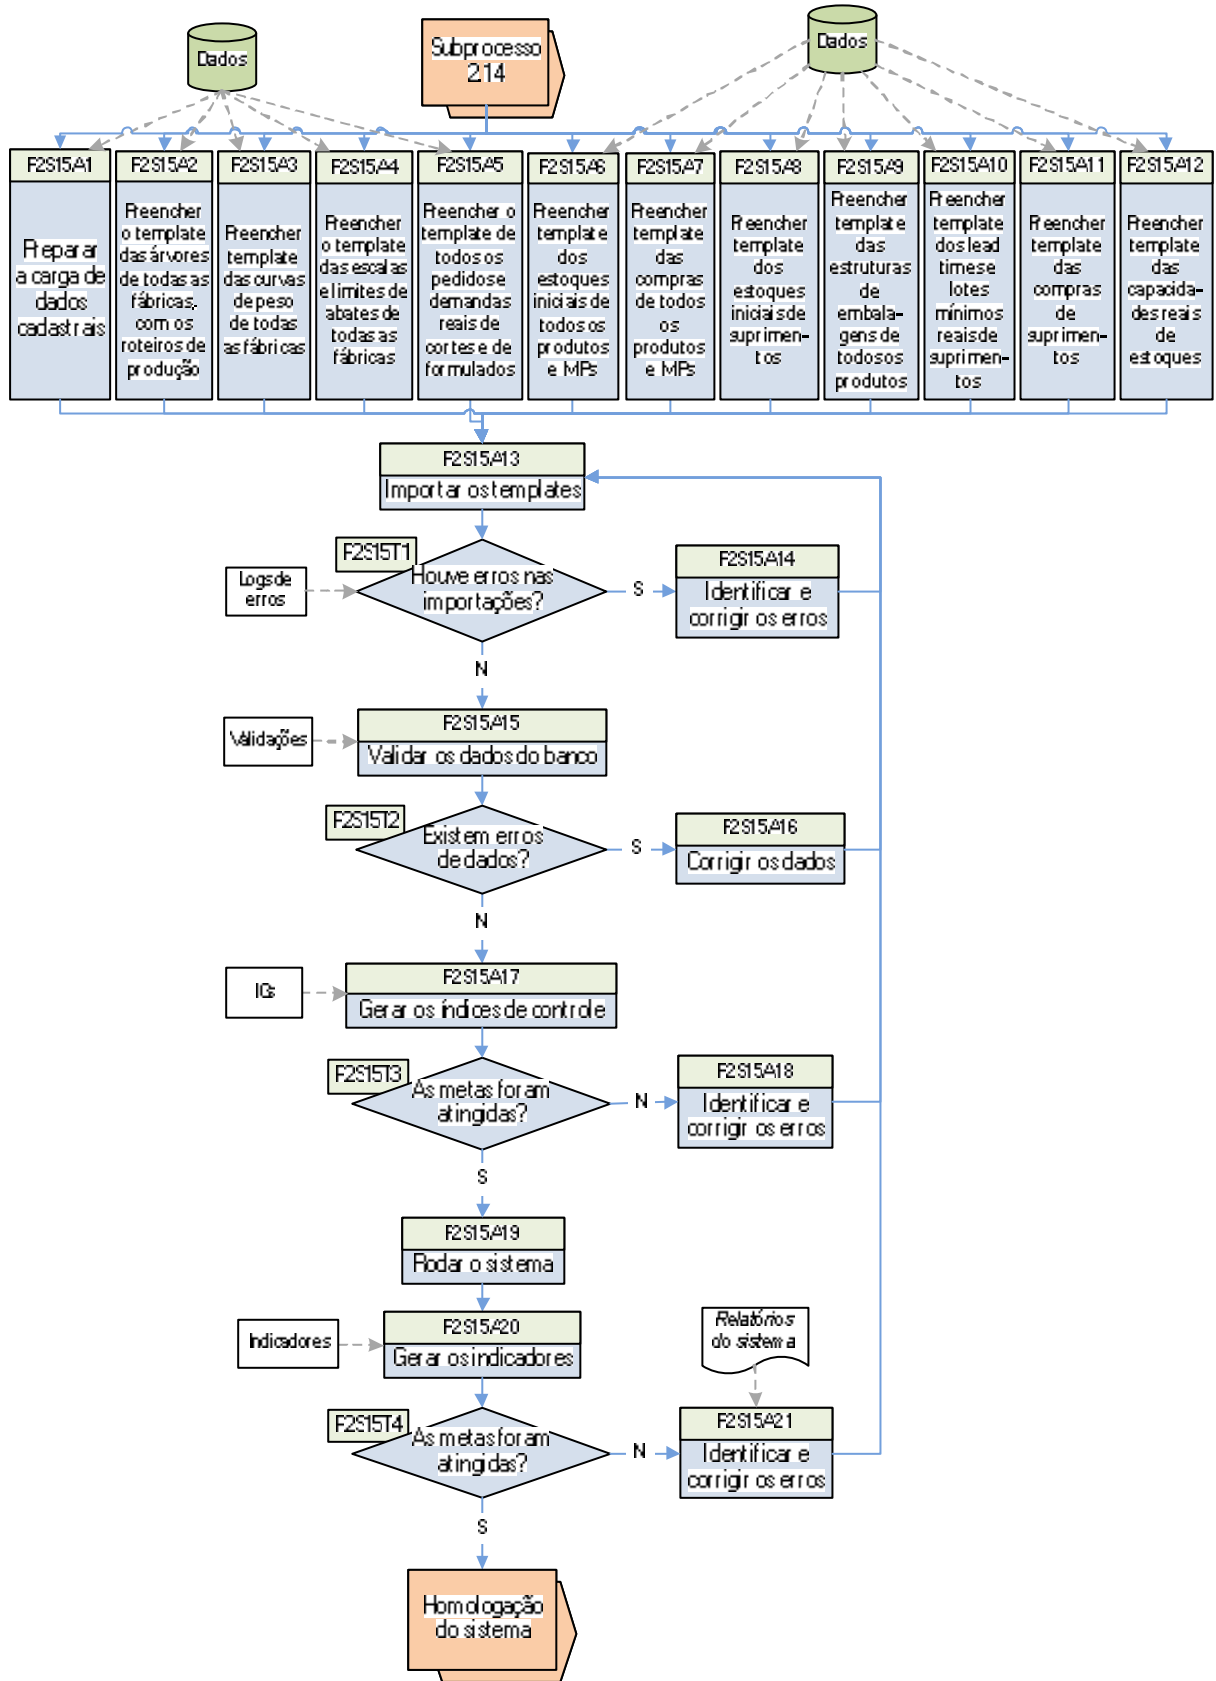 Dados
Subprocesso
2.14
Dados
F2S15A1
Preparar
a carga de
dados
cadastrais
F2S15A2
Preencher
o template
das árvores
de todas as
fábricas,
com os
roteiros de
produção
F2S15A3
Preencher
template
das curvas
de peso
de todas
as fábricas
F2S15A4
Preencher
o template
das escalas
e limites de
abates de
todas as
fábricas
F2S15A5
Preencher o
template de
todos os
pedidos e
demandas
reais de
cortes e de
formulados
F2S15A6
Preencher
template
dos
estoques
iniciais de
todos os
produtos
e MPs
F2S15A7
Preencher
template
das
compras
de todos
os
produtos
e MPs
F2S15A8
Preencher
template
dos
estoques
iniciais de
suprimen-
tos
F2S15A9
Preencher
template
das
estruturas
de
embala-
gens de
todos os
produtos
F2S15A10
Preencher
template
dos lead
times e
lotes
mínimos
reais de
suprimen-
tos
F2S15A11
Preencher
template
das
compras
de
suprimen-
tos
F2S15A12
Preencher
template
das
capacida-
des reais
de
estoques
F2S15A13
Importar os templates
F2S15T1
Houve erros nas
importações?
Logs de
erros
S
F2S15A14
Identificar e
corrigir os erros
N
F2S15A15
Validar os dados do banco
Validações
F2S15T2
Existem erros
de dados?
S
F2S15A16
Corrigir os dados
N
F2S15A17
Gerar os índices de controle
ICs
F2S15T3
As metas foram
atingidas?
N
F2S15A18
Identificar e
corrigir os erros
S
F2S15A19
Rodar o sistema
F2S15A20
Gerar os indicadores
Indicadores
Relatórios
do sistema
F2S15T4
As metas foram
atingidas?
N
F2S15A21
Identificar e
corrigir os erros
S
Homologação
do sistema